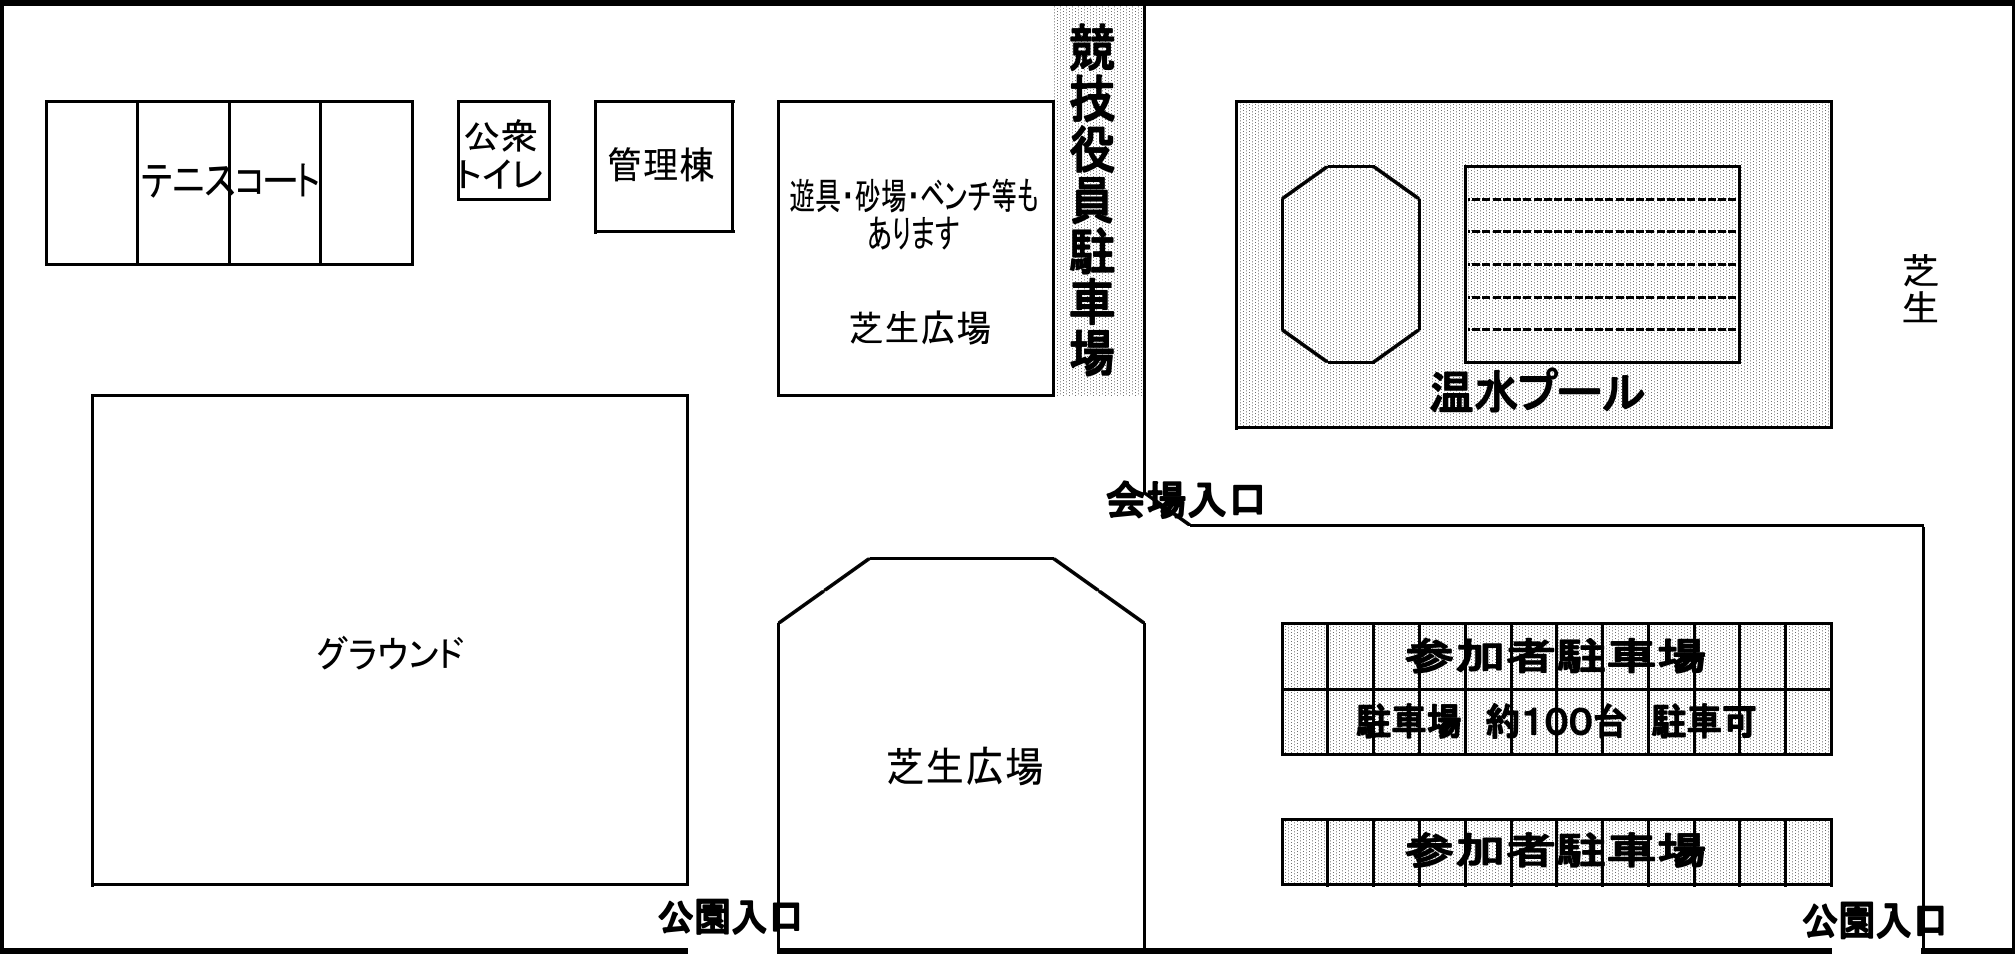 競技役員駐車場
テニスコート
公衆
トイレ
管理棟
遊具・砂場・ベンチ等も
あります
芝生広場
温水プール
芝生
会場入口
グラウンド
芝生広場
参加者駐車場
駐車場　約100台　駐車可
参加者駐車場
公園入口
公園入口